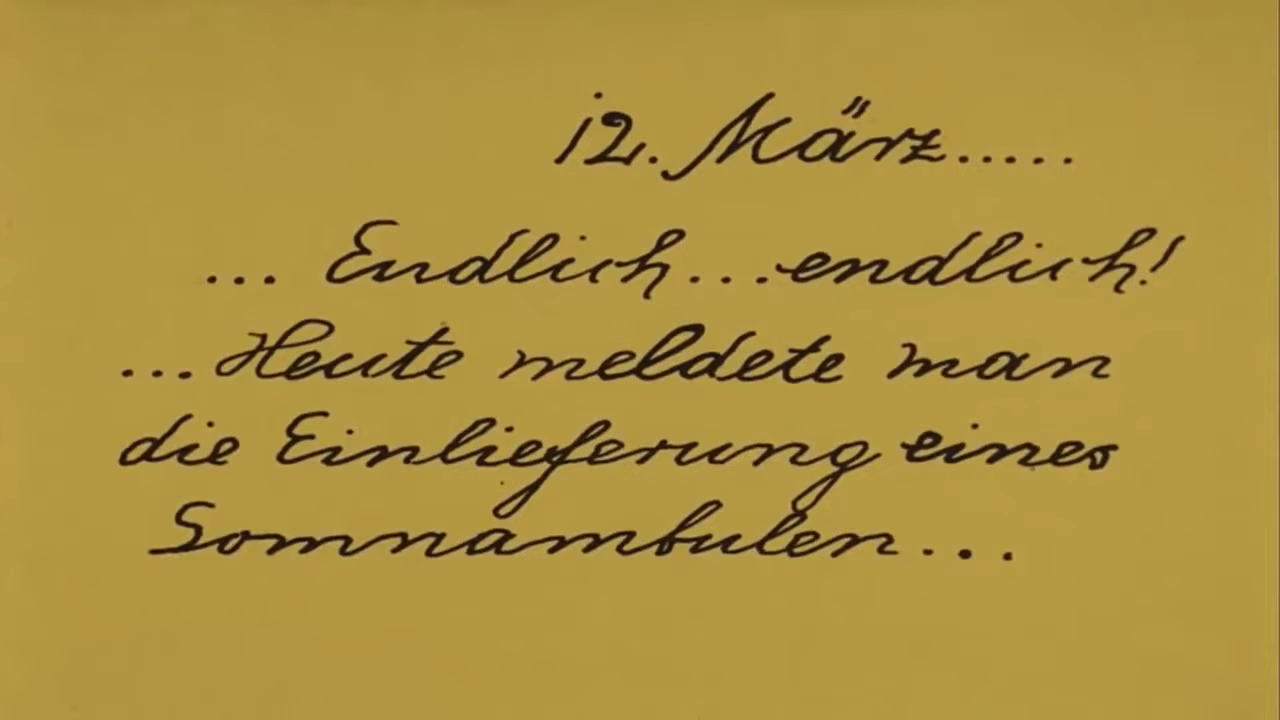 12. März.....
... Endlich...endlich!
...Heute meldete man
die Einlieferung eines
Somnambulen...